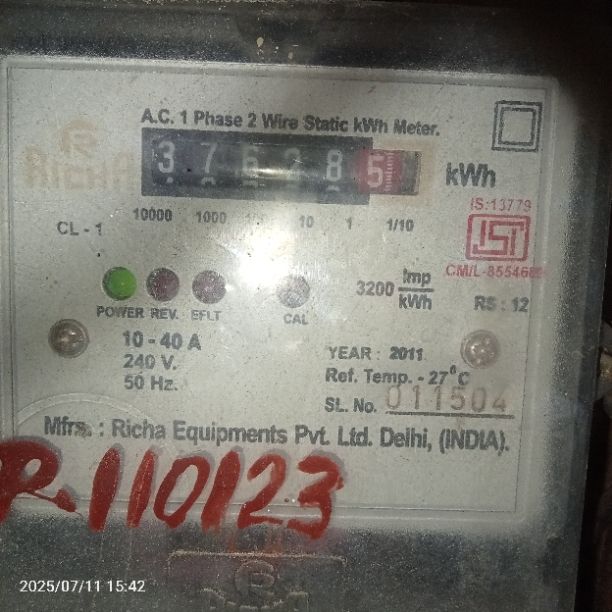 A.C. 1 Phase 2 Wire Static kWh Meter.
3 7 6 2 8 5 kWh
10000 1000 10 1 1/10
CL - 1
IS:13779
ISI
POWER REV. EFLT CAL
3200 Imp/kWh
RS : 12
10 - 40 A
240 V.
50 Hz.
YEAR : 2011
Ref. Temp. - 27°C
SL. No. 011504
Mfrs. : Richa Equipments Pvt. Ltd. Delhi, (INDIA).
R.110123
2025/07/11 15:42